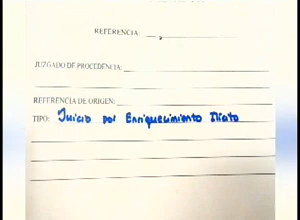 REFERENCIA:
JUZGADO DE PROCEDENCIA:
REFERENCIA DE ORIGEN:
TIPO: Juicio por Enriquecimiento Ilícito